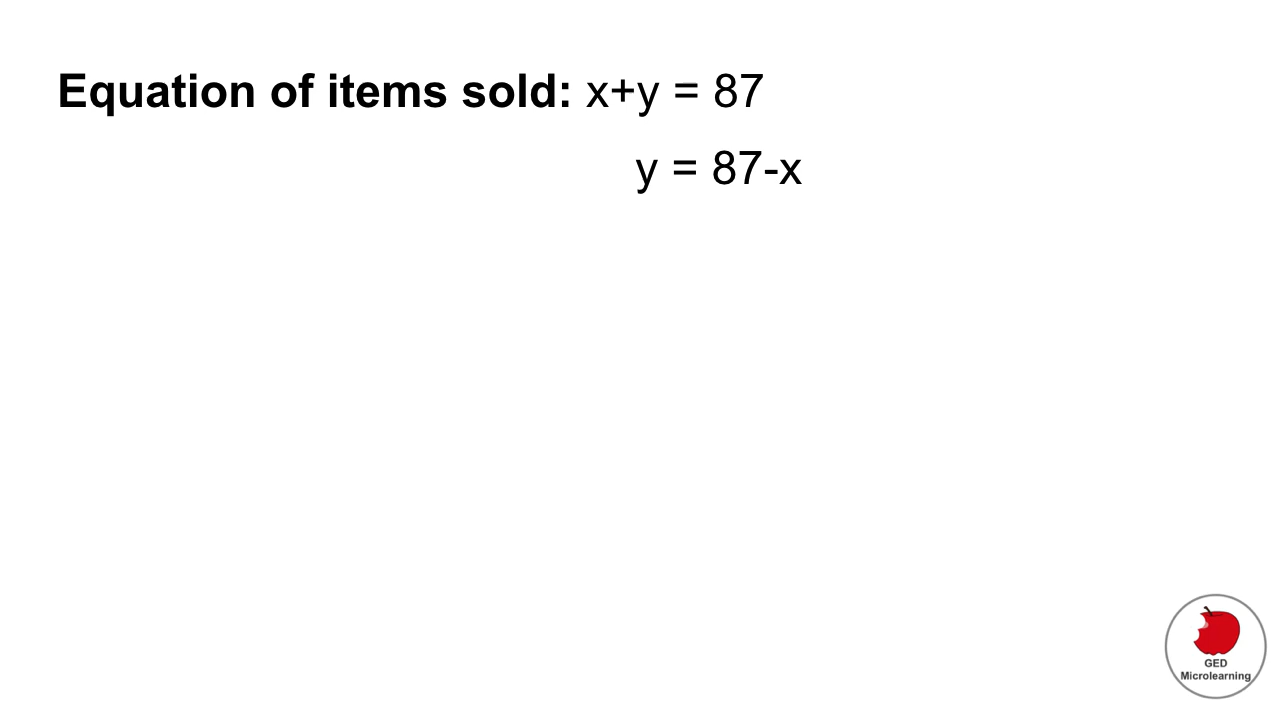 Equation of items sold: x+y = 87
y = 87-x
GED
Microlearning